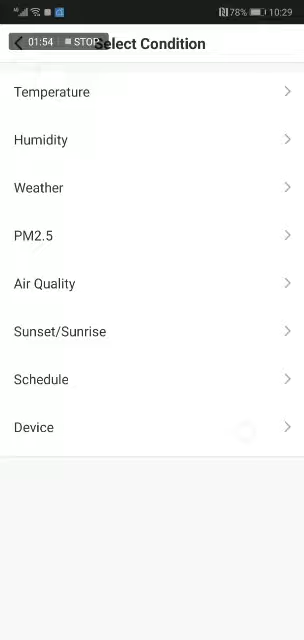 78% 10:29
01:54 STOP Select Condition
Temperature
Humidity
Weather
PM2.5
Air Quality
Sunset/Sunrise
Schedule
Device